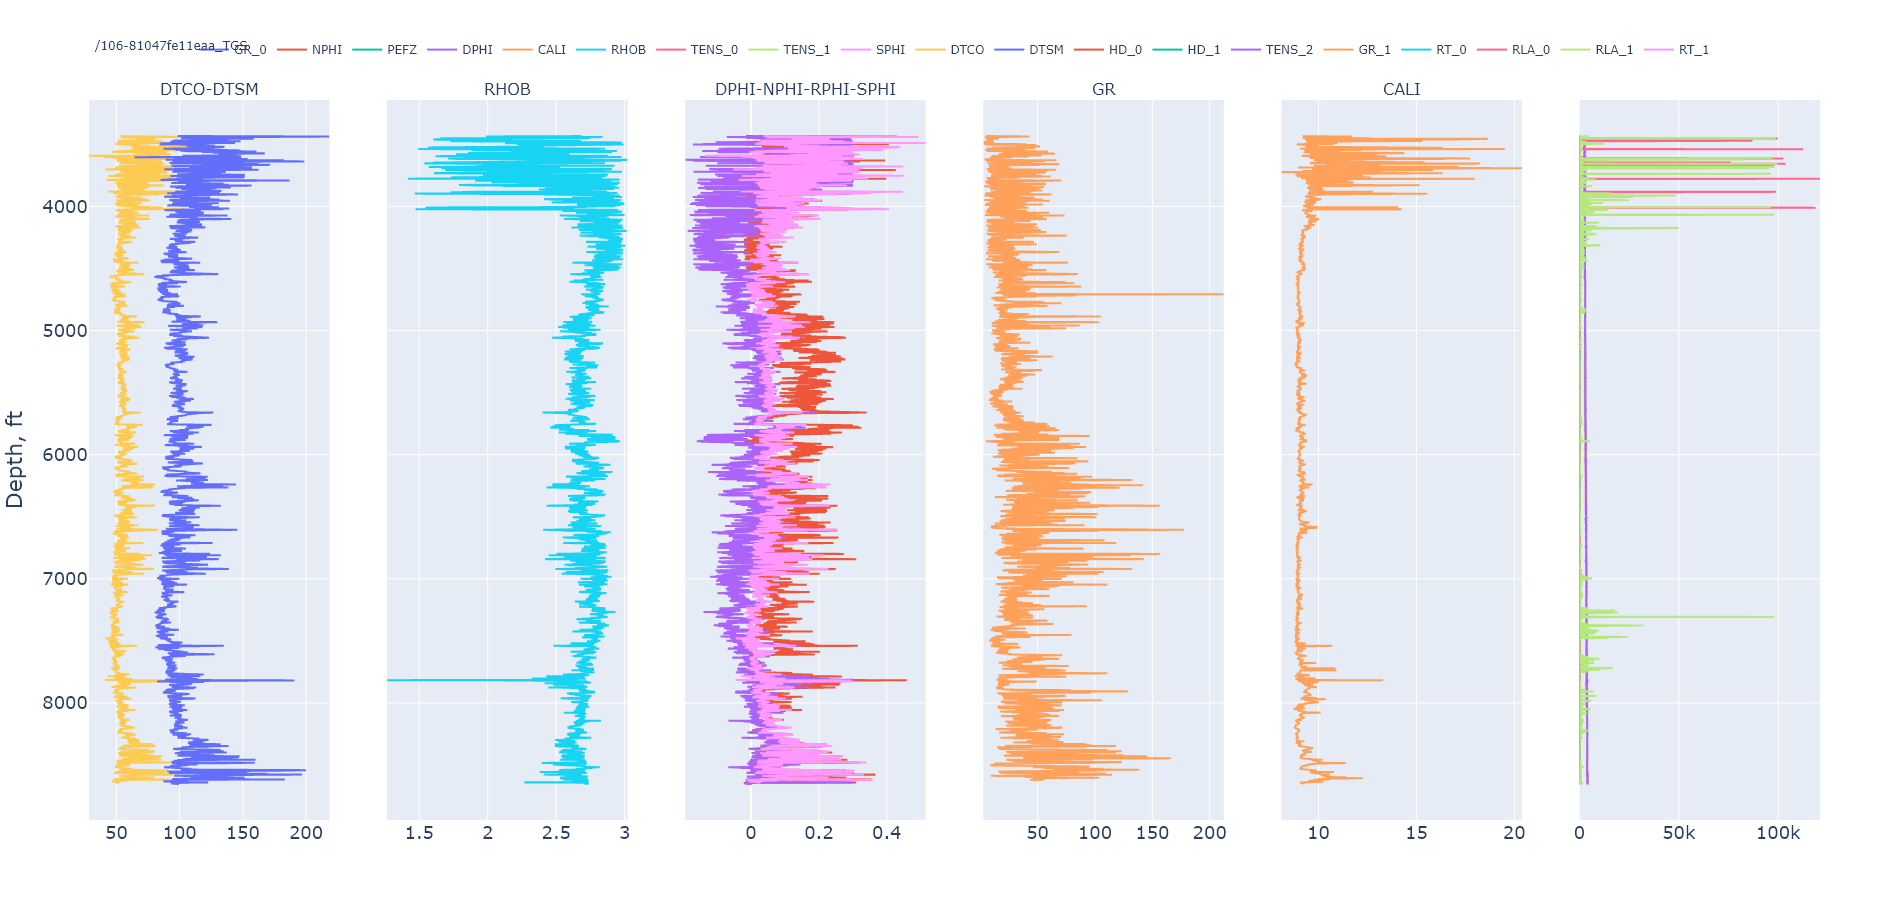 /106-81047fe11eaa_TGS GR_0 NPHI PEFZ DPHI CALI RHOB TENS_0 TENS_1 SPHI DTCO DTSM HD_0 HD_1 TENS_2 GR_1 RT_0 RLA_0 RLA_1 RT_1
DTCO-DTSM RHOB DPHI-NPHI-RPHI-SPHI GR CALI
Depth, ft
4000
5000
6000
7000
8000
50 100 150 200 1.5 2 2.5 3 0 0.2 0.4 50 100 150 200 10 15 20 0 50k 100k